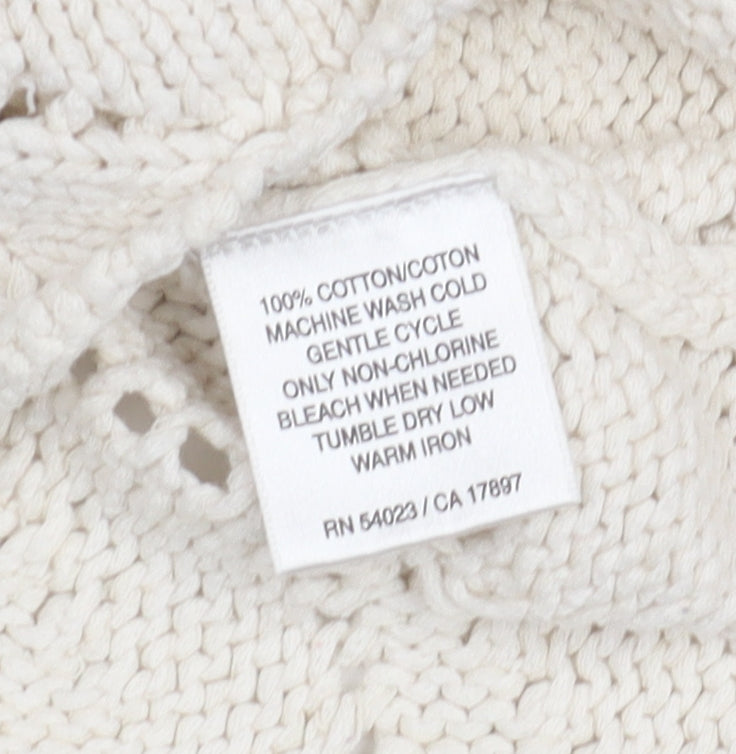 100% COTTON/COTON
MACHINE WASH COLD
GENTLE CYCLE
ONLY NON-CHLORINE
BLEACH WHEN NEEDED
TUMBLE DRY LOW
WARM IRON
RN 54023 / CA 17897